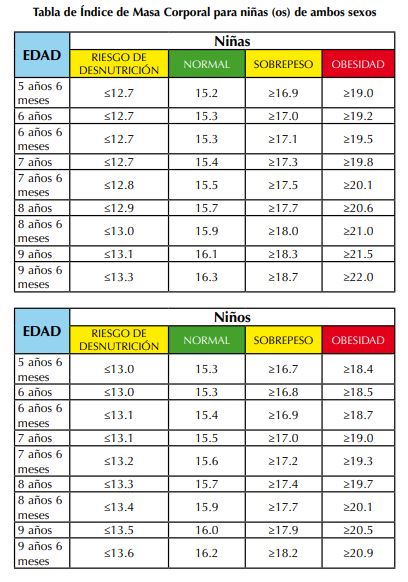 Tabla de Índice de Masa Corporal para niñas (os) de ambos sexos
EDAD
Niñas
RIESGO DE DESNUTRICIÓN NORMAL SOBREPESO OBESIDAD
5 años 6 meses ≤12.7 15.2 ≥16.9 ≥19.0
6 años ≤12.7 15.3 ≥17.0 ≥19.2
6 años 6 meses ≤12.7 15.3 ≥17.1 ≥19.5
7 años ≤12.7 15.4 ≥17.3 ≥19.8
7 años 6 meses ≤12.8 15.5 ≥17.5 ≥20.1
8 años ≤12.9 15.7 ≥17.7 ≥20.6
8 años 6 meses ≤13.0 15.9 ≥18.0 ≥21.0
9 años ≤13.1 16.1 ≥18.3 ≥21.5
9 años 6 meses ≤13.3 16.3 ≥18.7 ≥22.0
EDAD
Niños
RIESGO DE DESNUTRICIÓN NORMAL SOBREPESO OBESIDAD
5 años 6 meses ≤13.0 15.3 ≥16.7 ≥18.4
6 años ≤13.0 15.3 ≥16.8 ≥18.5
6 años 6 meses ≤13.1 15.4 ≥16.9 ≥18.7
7 años ≤13.1 15.5 ≥17.0 ≥19.0
7 años 6 meses ≤13.2 15.6 ≥17.2 ≥19.3
8 años ≤13.3 15.7 ≥17.4 ≥19.7
8 años 6 meses ≤13.4 15.9 ≥17.7 ≥20.1
9 años ≤13.5 16.0 ≥17.9 ≥20.5
9 años 6 meses ≤13.6 16.2 ≥18.2 ≥20.9